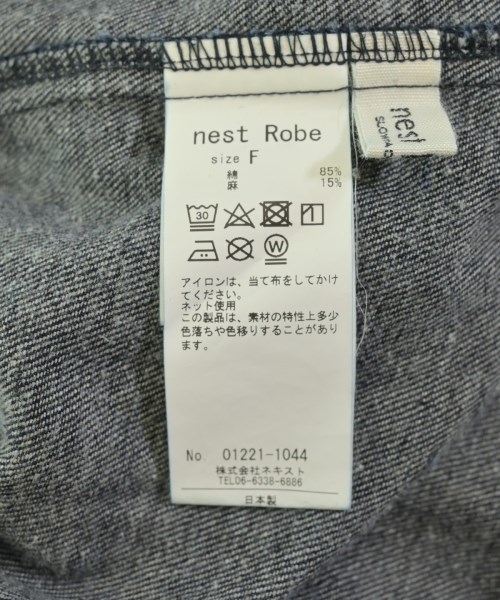 nest Robe
size F
綿 85%
麻 15%
30
W
アイロンは、当て布をしてかけ
てください。
ネット使用
この製品は、素材の特性上多少
色落ちや色移りすることがあり
ます。
No. 01221-1044
株式会社ネキスト
TEL06-6338-6886
日本製
nest